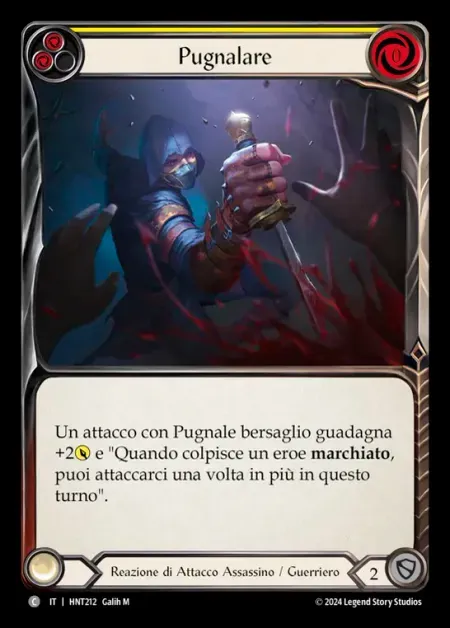 0
Pugnalare
Un attacco con Pugnale bersaglio guadagna
+2 e "Quando colpisce un eroe marchiato,
puoi attaccarci una volta in più in questo
turno".
Reazione di Attacco Assassino / Guerriero
2
C IT | HNT212 Galih M
© 2024 Legend Story Studios